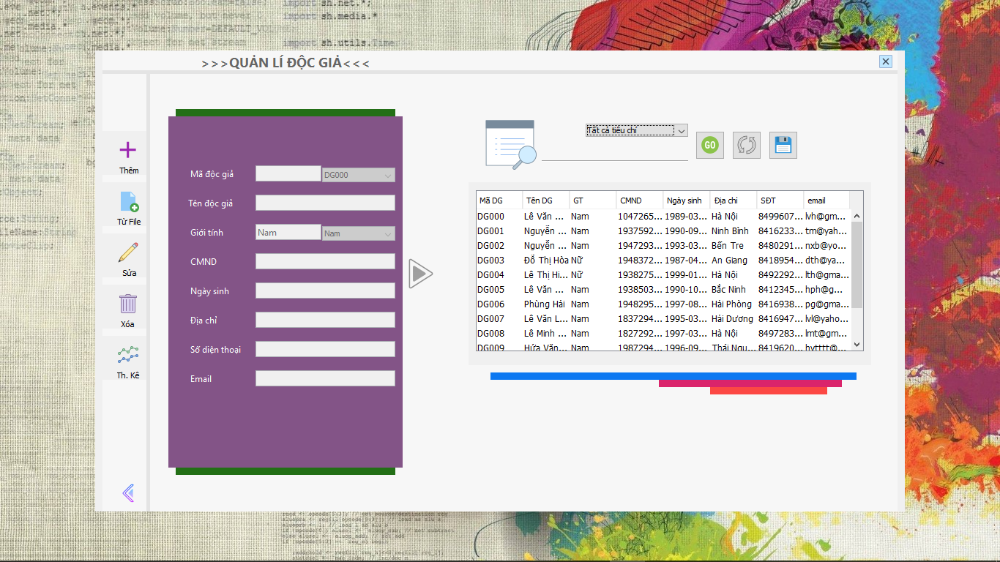 import sh.net.*;
import sh.media.*
import sh.utils.Time
>>>QUẢN LÍ ĐỘC GIẢ<<<
Thêm
Từ File
Sửa
Xóa
Th. Kê
Mã độc giả
DG000
Tên độc giả
Giới tính
Nam
Nam
CMND
Ngày sinh
Địa chỉ
Số diện thoại
Email
Tất cả tiêu chí
GO
Mã DG Tên DG GT CMND Ngày sinh Địa chỉ SĐT email
DG000 Lê Văn ... Nam 1047265... 1989-03... Hà Nội 8499607... lvh@gm...
DG001 Nguyễn ... Nam 1937592... 1990-09... Ninh Bình 8416233... tm@yah...
DG002 Nguyễn ... Nam 1947293... 1993-03... Bến Tre 8480291... nxb@yo...
DG003 Đỗ Thị Hòa Nữ 1948372... 1987-04... An Giang 8418954... dth@ya...
DG004 Lê Thị Hi... Nữ 1938275... 1999-01... Hà Nội 8492292... lth@gma...
DG005 Lê Văn ... Nam 1938503... 1990-10... Bắc Ninh 8412345... hph@g...
DG006 Phùng Hải Nam 1948295... 1997-08... Hải Phòng 8416938... pg@gma...
DG007 Lê Văn L... Nam 1837294... 1995-03... Hải Dương 8416947... lvl@yaho...
DG008 Lê Minh ... Nam 1827292... 1997-03... Hà Nội 8497283... lmt@gm...
DG009 Hứa Văn... Nam 1987294... 1996-09... Thái Ngu... 8419620... hvtttt@...